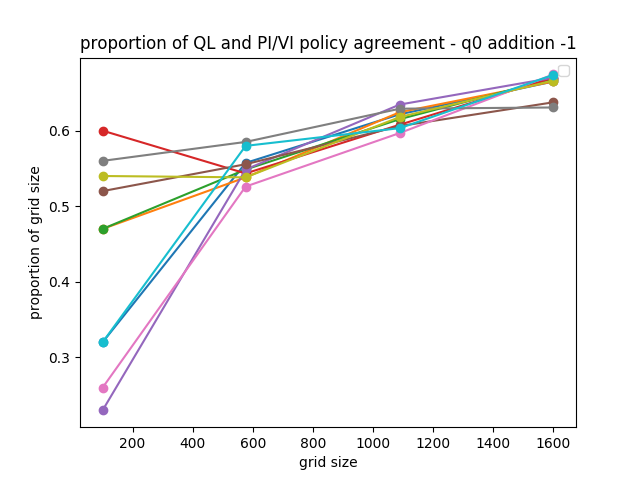 proportion of QL and PI/VI policy agreement - q0 addition -1
proportion of grid size
0.6
0.5
0.4
0.3
200 400 600 800 1000 1200 1400 1600
grid size